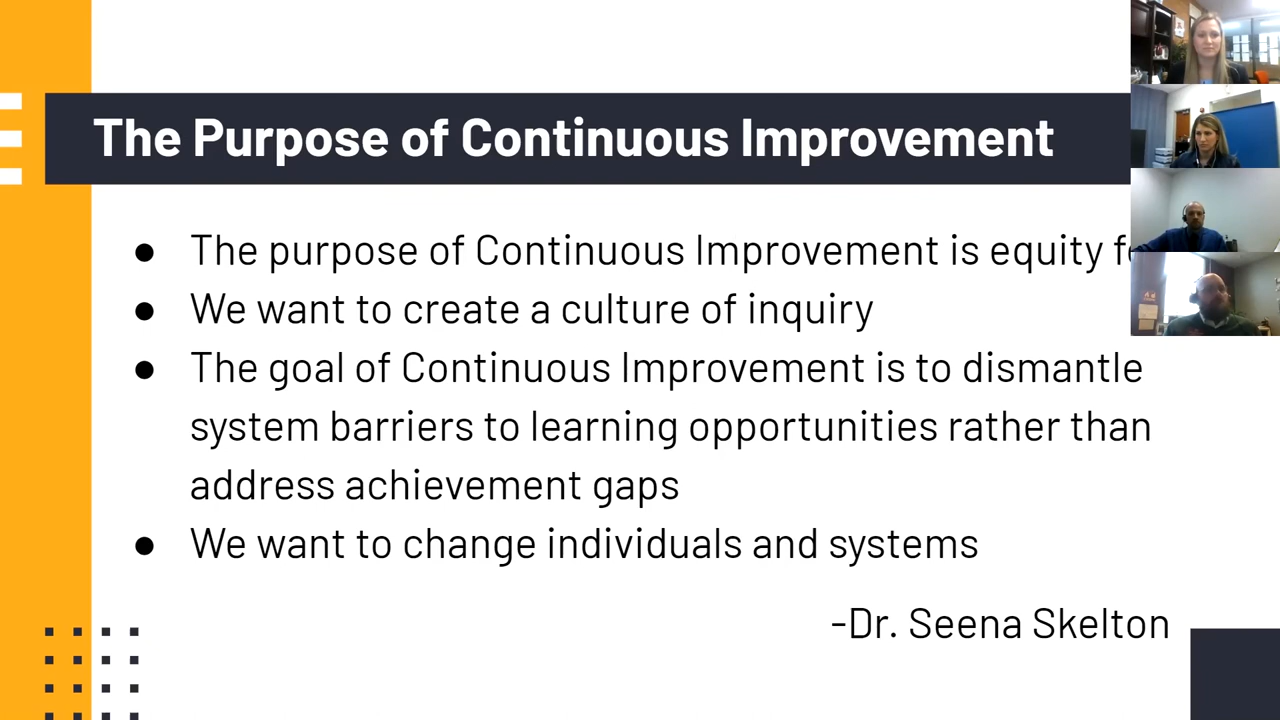 The Purpose of Continuous Improvement
● The purpose of Continuous Improvement is equity
● We want to create a culture of inquiry
● The goal of Continuous Improvement is to dismantle
system barriers to learning opportunities rather than
address achievement gaps
● We want to change individuals and systems
-Dr. Seena Skelton